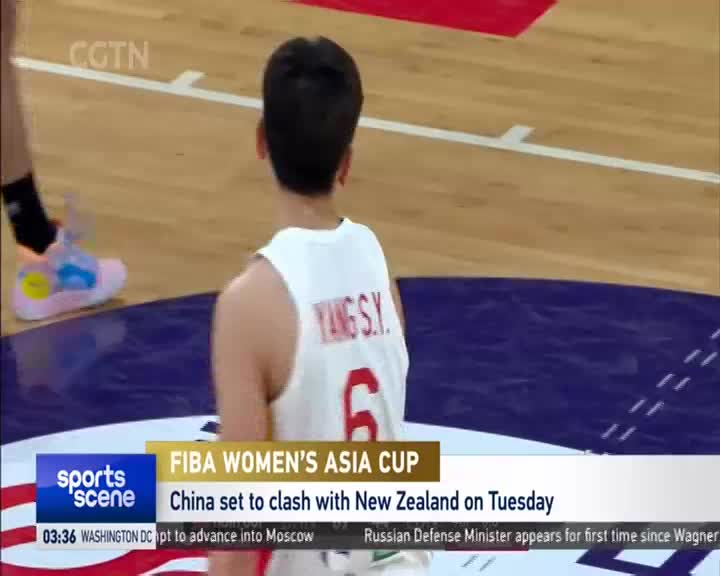 CGTN
YANG S.Y.
6
FIBA WOMEN'S ASIA CUP
sports
scene
China set to clash with New Zealand on Tuesday
03:36 WASHINGTON DC
pt to advance into Moscow Russian Defense Minister appears for first time since Wagner